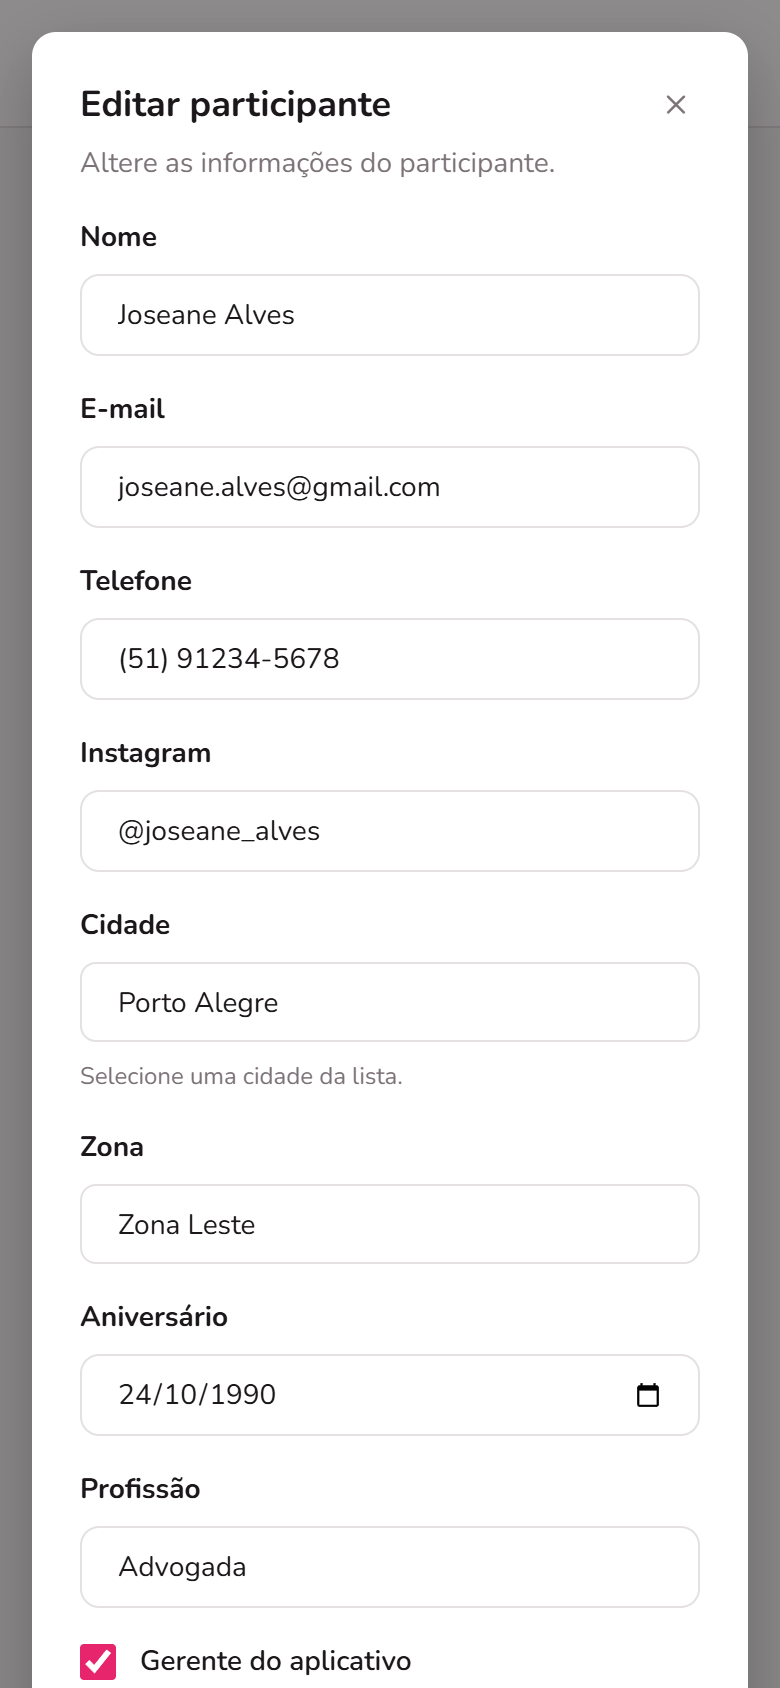 Editar participante
Altere as informações do participante.
Nome
Joseane Alves
E-mail
joseane.alves@gmail.com
Telefone
(51) 91234-5678
Instagram
@joseane_alves
Cidade
Porto Alegre
Selecione uma cidade da lista.
Zona
Zona Leste
Aniversário
24/10/1990
Profissão
Advogada
Gerente do aplicativo